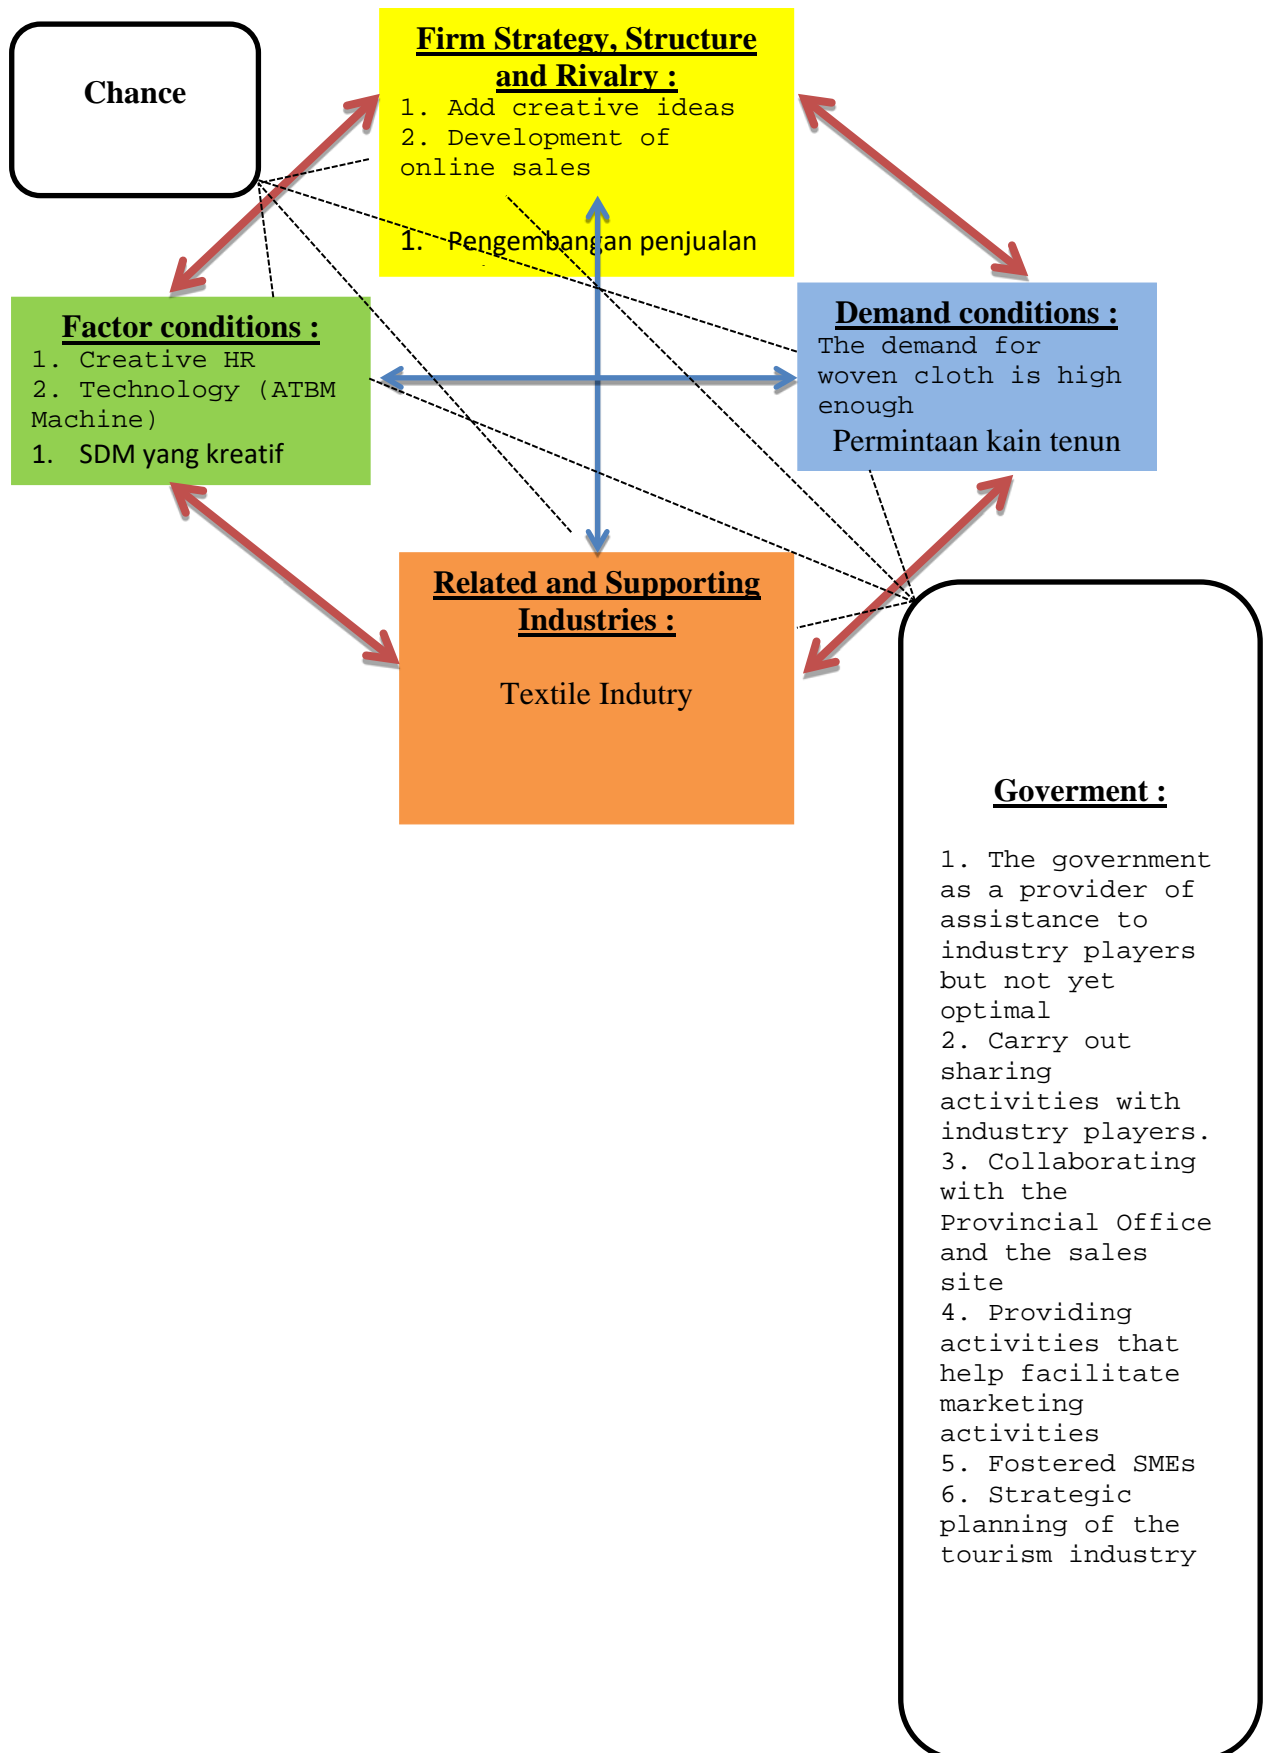 Chance
Firm Strategy, Structure
and Rivalry :
1. Add creative ideas
2. Development of
online sales
1. Pengembangan penjualan
Factor conditions :
1. Creative HR
2. Technology (ATBM
Machine)
1. SDM yang kreatif
Demand conditions :
The demand for
woven cloth is high
enough
Permintaan kain tenun
Related and Supporting
Industries :
Textile Indutry
Goverment :
1. The government
as a provider of
assistance to
industry players
but not yet
optimal
2. Carry out
sharing
activities with
industry players.
3. Collaborating
with the
Provincial Office
and the sales
site
4. Providing
activities that
help facilitate
marketing
activities
5. Fostered SMEs
6. Strategic
planning of the
tourism industry